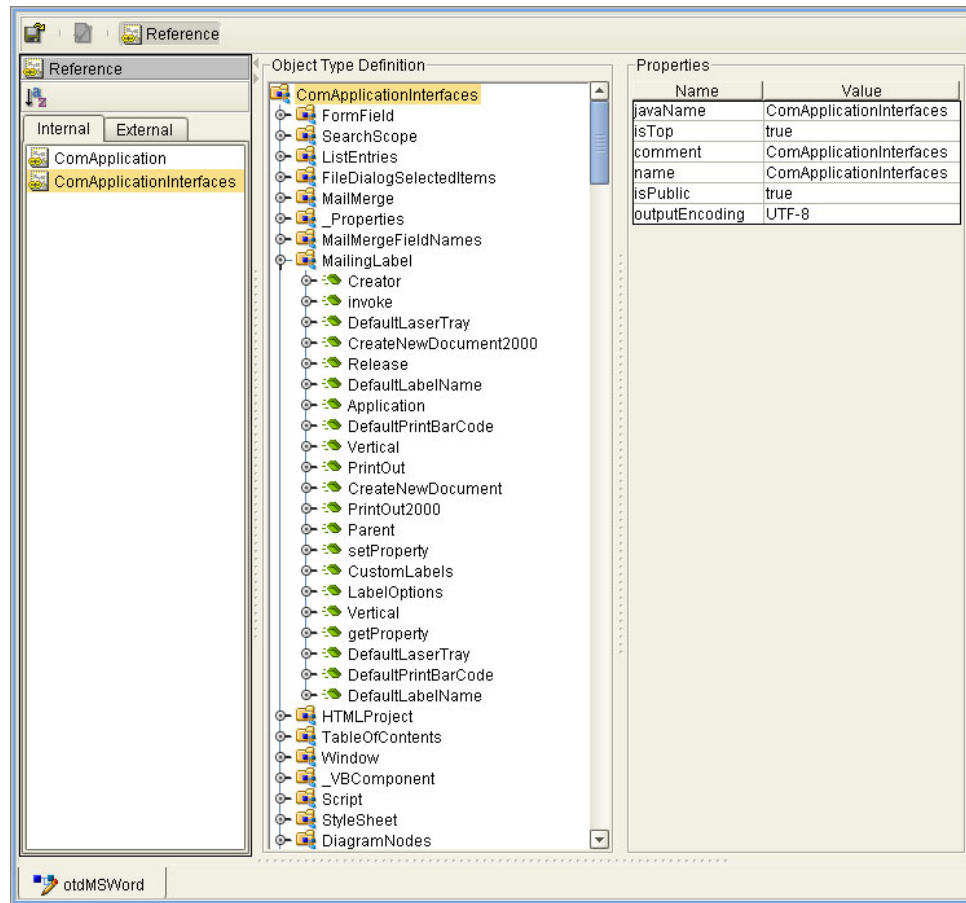 Reference
Reference
Internal External
ComApplication
ComApplicationInterfaces
Object Type Definition
ComApplicationInterfaces
FormField
SearchScope
ListEntries
FileDialogSelectedItems
MailMerge
_Properties
MailMergeFieldNames
MailingLabel
Creator
invoke
DefaultLaserTray
CreateNewDocument2000
Release
DefaultLabelName
Application
DefaultPrintBarCode
Vertical
PrintOut
CreateNewDocument
PrintOut2000
Parent
setProperty
CustomLabels
LabelOptions
Vertical
getProperty
DefaultLaserTray
DefaultPrintBarCode
DefaultLabelName
HTMLProject
TableOfContents
Window
_VBComponent
Script
StyleSheet
DiagramNodes
Properties
Name Value
javaName ComApplicationInterfaces
isTop true
comment ComApplicationInterfaces
name ComApplicationInterfaces
isPublic true
outputEncoding UTF-8
otdMSWord